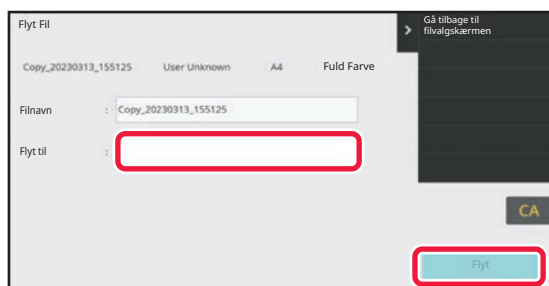 Flyt Fil
Gå tilbage til
filvalgskærmen
Copy_20230313_155125 User Unknown A4 Fuld Farve
Filnavn : Copy_20230313_155125
Flyt til :
CA
Flyt